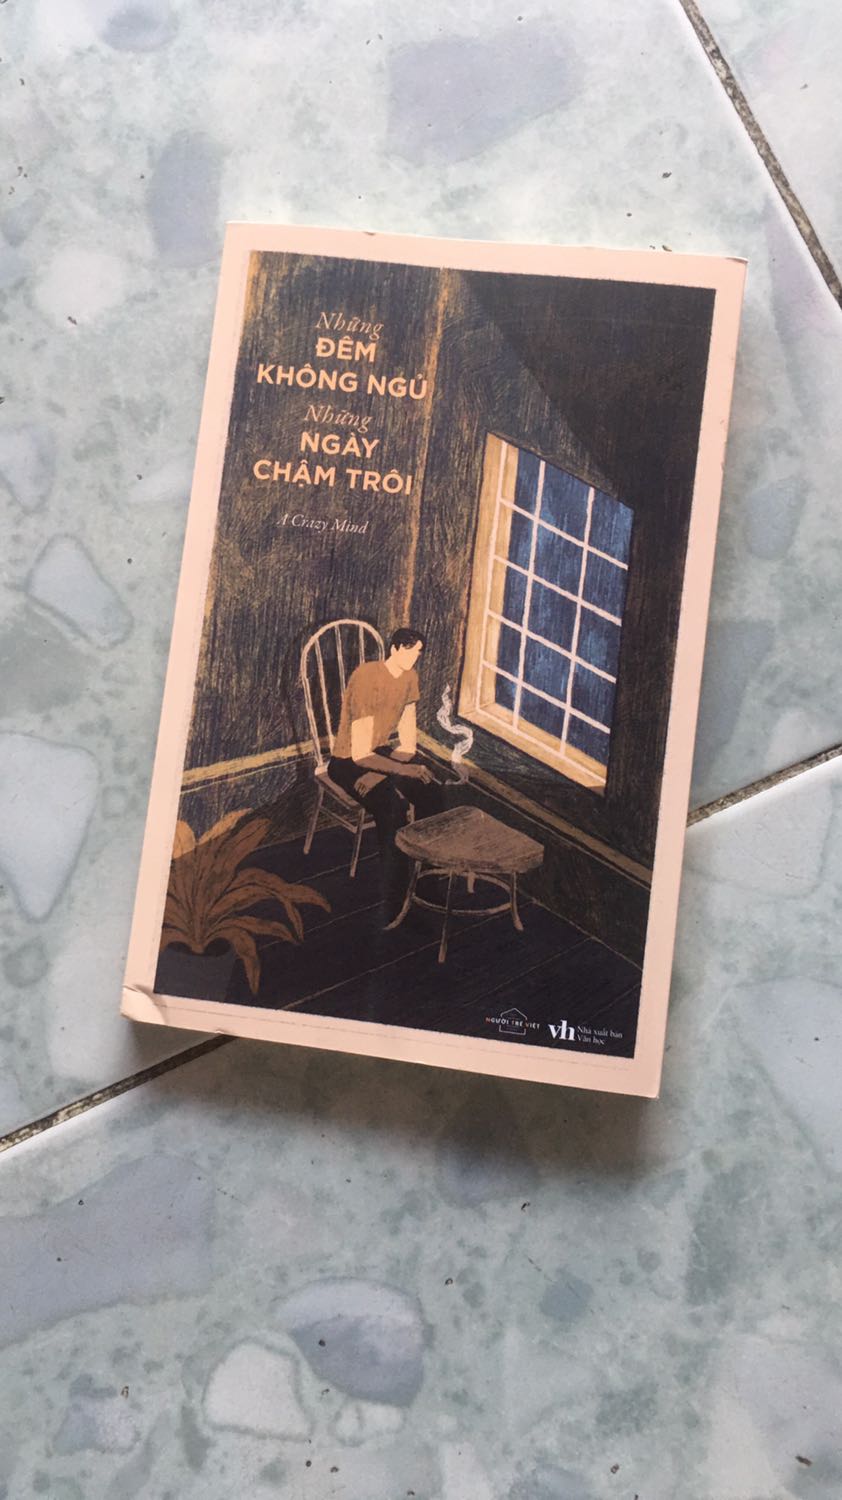 Những
ĐÊM
KHÔNG NGỦ
Những
NGÀY
CHẬM TRÔI
A Crazy Mind
NGƯỜI TRẺ VIỆT
vh
Nhà xuất bản
Văn học